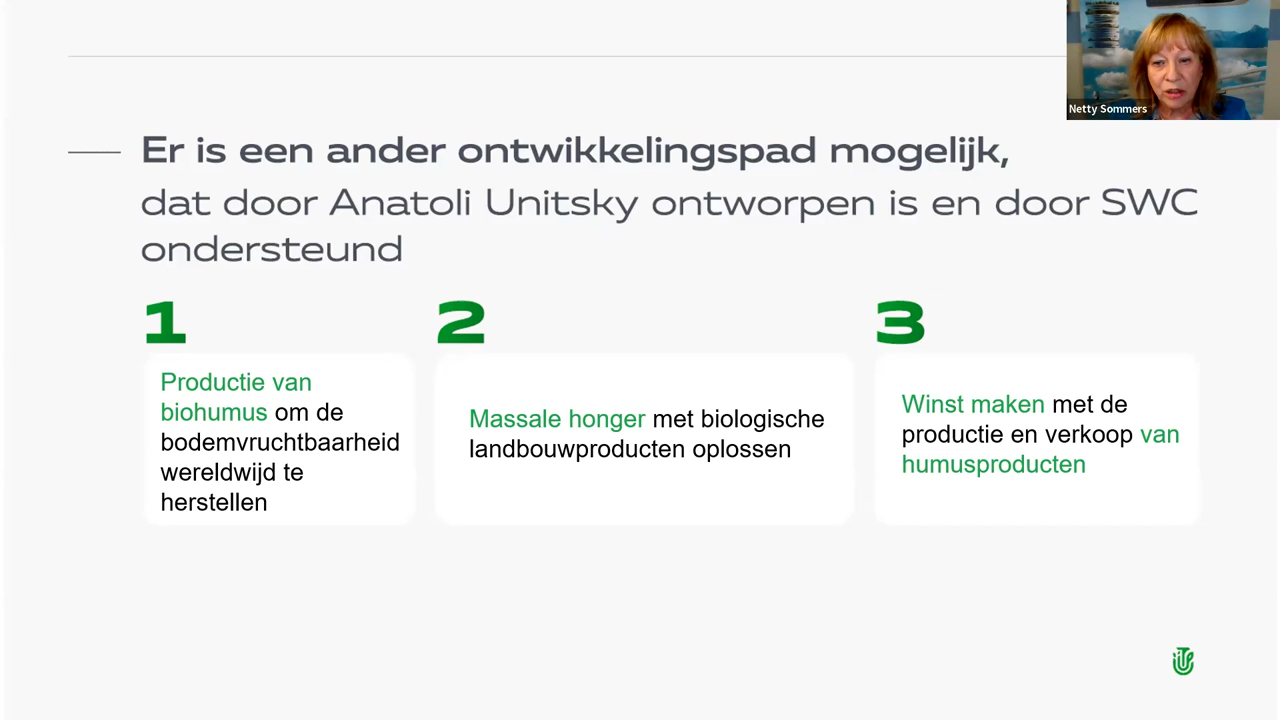 Netty Sommers
Er is een ander ontwikkelingspad mogelijk,
dat door Anatoli Unitsky ontworpen is en door SWC
ondersteund
1
Productie van
biohumus om de
bodemvruchtbaarheid
wereldwijd te
herstellen
2
Massale honger met biologische
landbouwproducten oplossen
3
Winst maken met de
productie en verkoop van
humusproducten